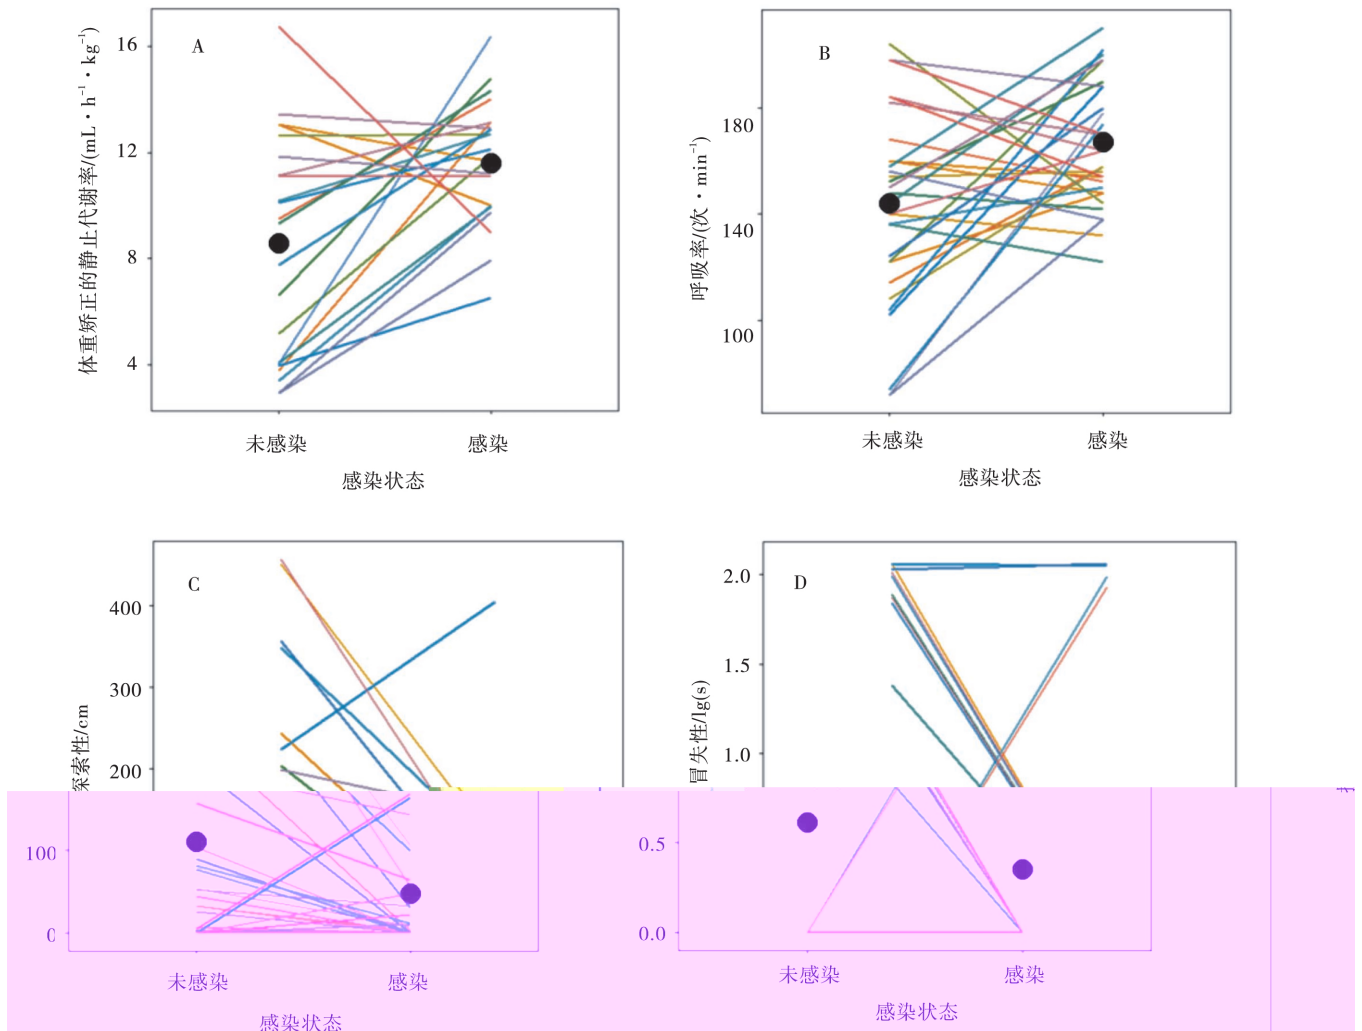 A
16
12
8
4
体重矫正的静止代谢率/(mL·h⁻¹·kg⁻¹)
未感染
感染
感染状态
B
180
140
100
呼吸率/(次·min⁻¹)
未感染
感染
感染状态
C
400
300
200
100
0
探索性/cm
未感染
感染
感染状态
D
2.0
1.5
1.0
0.5
0.0
冒失性/lg(s)
未感染
感染
感染状态